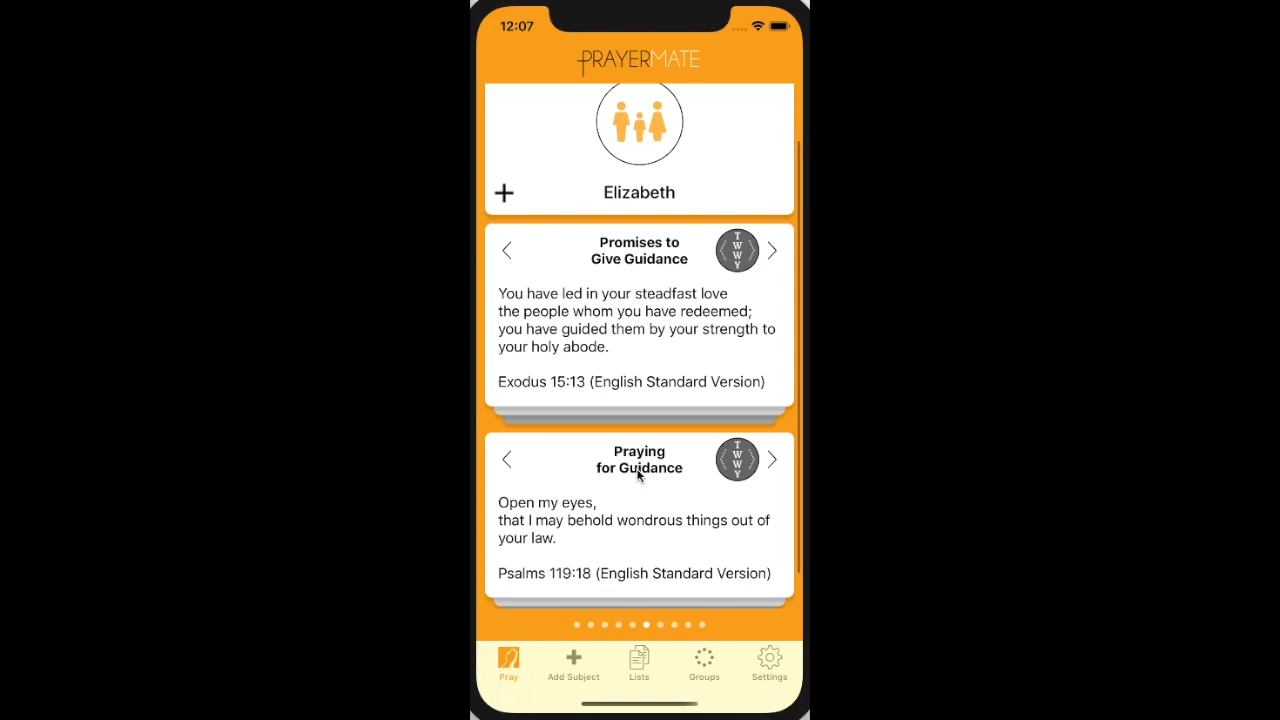 12:07
PRAYERMATE
Elizabeth
Promises to
Give Guidance
T
W
W
Y
You have led in your steadfast love
the people whom you have redeemed;
you have guided them by your strength to
your holy abode.
Exodus 15:13 (English Standard Version)
Praying
for Guidance
T
W
W
Y
Open my eyes,
that I may behold wondrous things out of
your law.
Psalms 119:18 (English Standard Version)
Pray
Add Subject
Lists
Groups
Settings